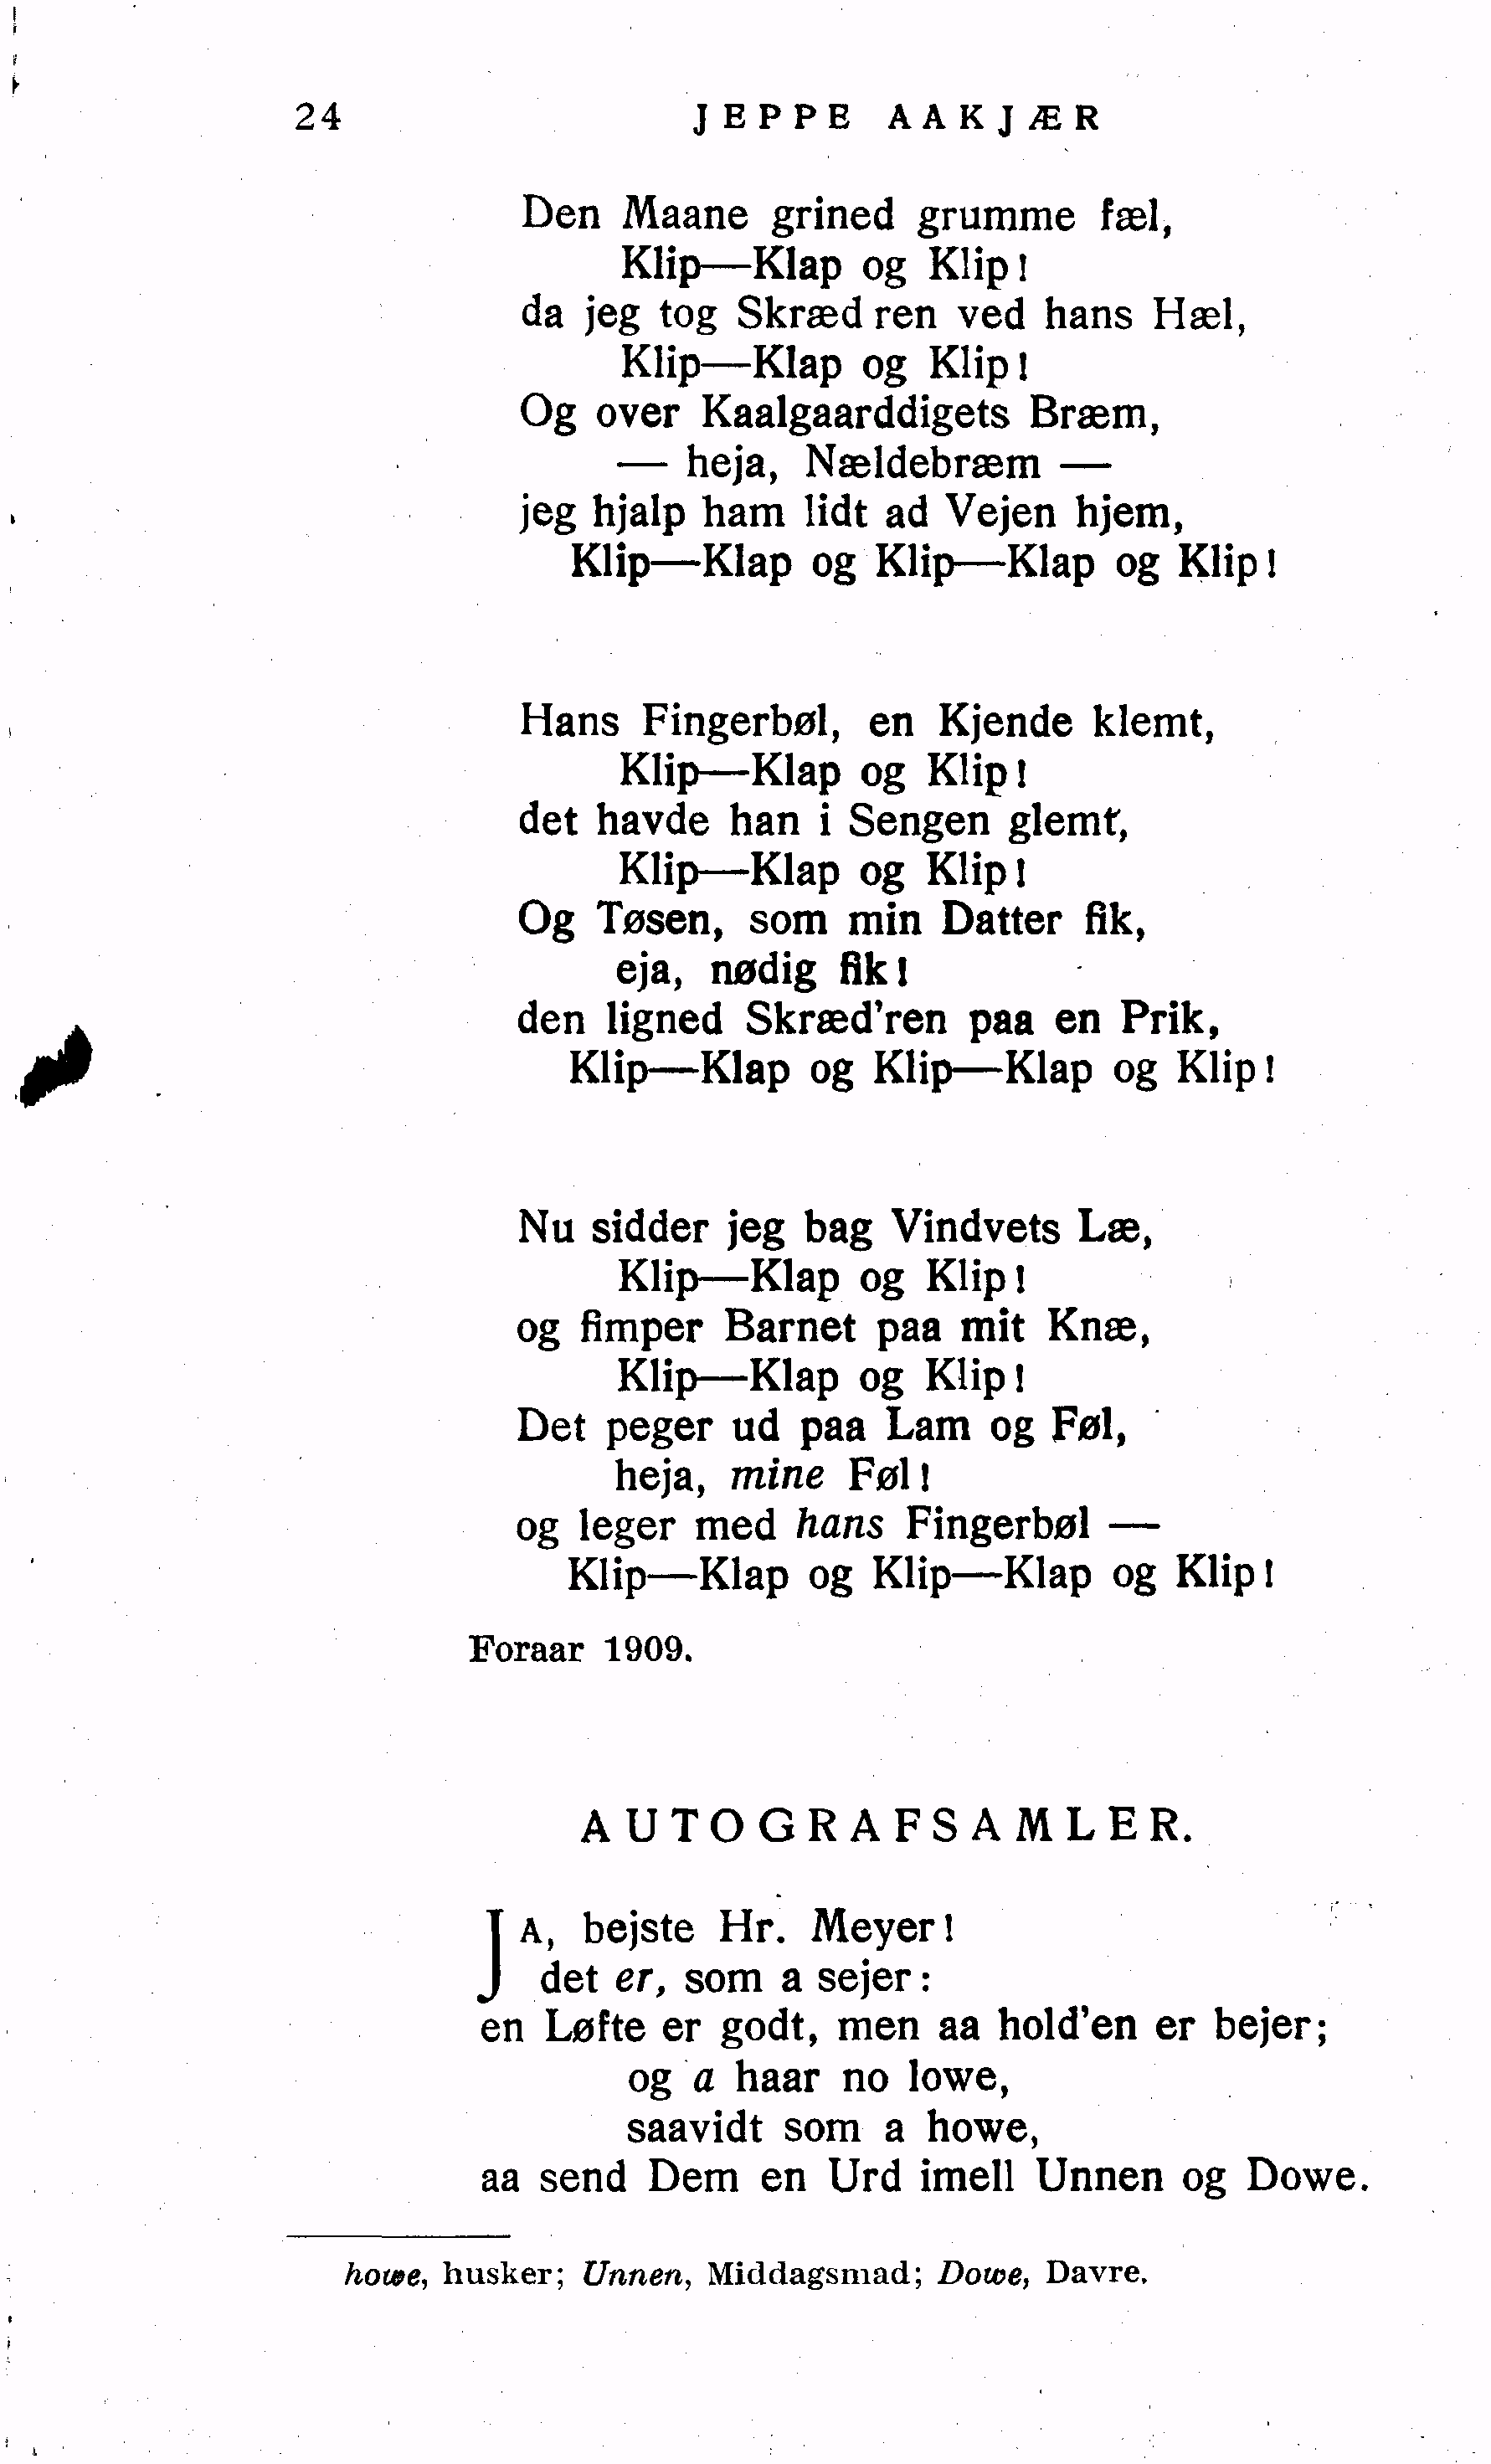 24 JEPPE AAKJÆR
Den Maane grined grumme fæl,
Klip—Klap og Klip!
da jeg tog Skræd ren ved hans Hæl,
Klip—Klap og Klip!
Og over Kaalgaarddigets Bræm,
— heja, Nældebræm —
jeg hjalp ham lidt ad Vejen hjem,
Klip—Klap og Klip—Klap og Klip!
Hans Fingerbøl, en Kjende klemt,
Klip—Klap og Klip!
det havde han i Sengen glemt,
Klip—Klap og Klip!
Og Tøsen, som min Datter fik,
eja, nødig fik!
den ligned Skræd'ren paa en Prik,
Klip—Klap og Klip—Klap og Klip!
Nu sidder jeg bag Vindvets Læ,
Klip—Klap og Klip!
og fimper Barnet paa mit Knæ,
Klip—Klap og Klip!
Det peger ud paa Lam og Føl,
heja, mine Føl!
og leger med hans Fingerbøl —
Klip—Klap og Klip—Klap og Klip!
Foraar 1909.
AUTOGRAFSAMLER.
JA, bejste Hr. Meyer!
det er, som a sejer:
en Løfte er godt, men aa hold'en er bejer;
og a haar no lowe,
saavidt som a howe,
aa send Dem en Urd imell Unnen og Dowe.
howe, husker; Unnen, Middagsmad; Dowe, Davre.